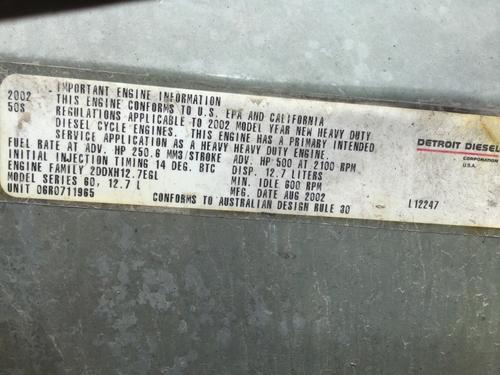 2002 IMPORTANT ENGINE INFORMATION
50S THIS ENGINE CONFORMS TO U.S. EPA AND CALIFORNIA
REGULATIONS APPLICABLE TO 2002 MODEL YEAR NEW HEAVY DUTY
DIESEL CYCLE ENGINES. THIS ENGINE HAS A PRIMARY INTENDED
SERVICE APPLICATION AS A HEAVY HEAVY DUTY ENGINE.
FUEL RATE AT ADV. HP 250.6 MM3/STROKE ADV. HP 500 AT 2100 RPM
INITIAL INJECTION TIMING 14 DEG. BTC DISP. 12.7 LITERS
ENGINE FAMILY 2DDXH12.7EGL MIN. IDLE 600 RPM
MODEL SERIES 60, 12.7 L MFG. DATE AUG 2002
UNIT 06R0711965 CONFORMS TO AUSTRALIAN DESIGN RULE 30 L12247
DETROIT DIESEL
CORPORATION
U.S.A.